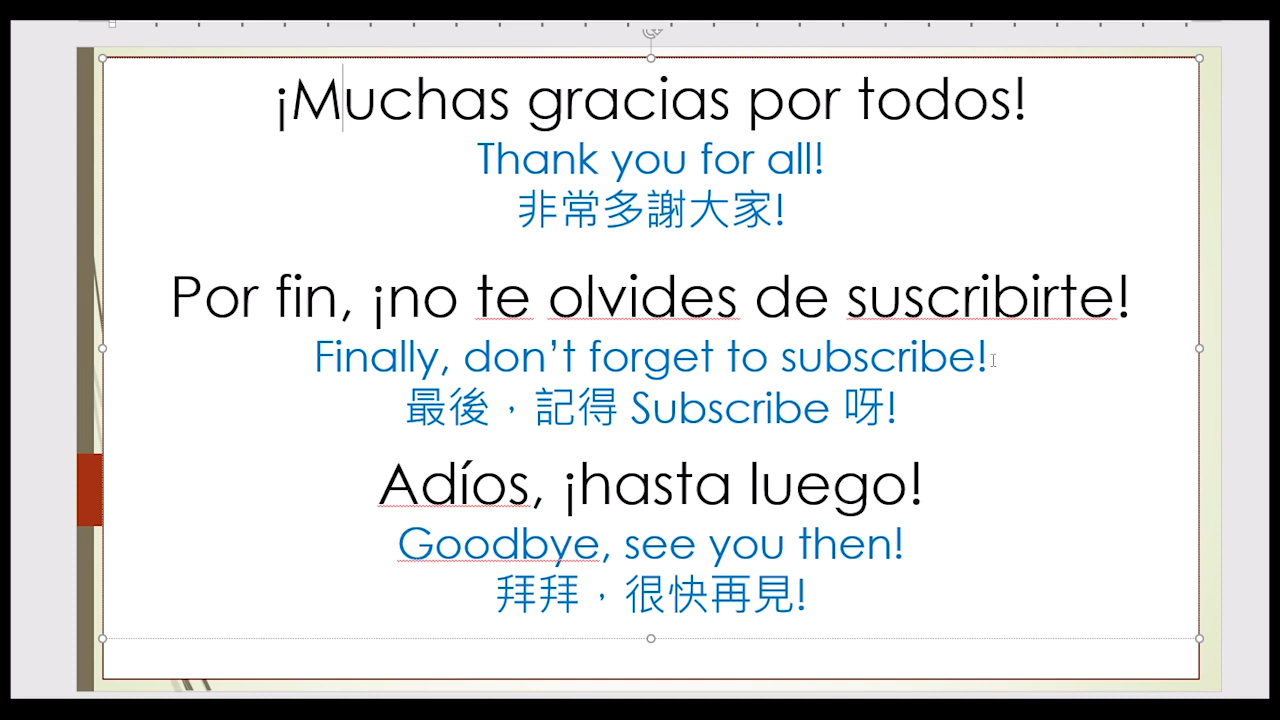 ¡Muchas gracias por todos!
Thank you for all!
非常多謝大家!
Por fin, ¡no te olvides de suscribirte!
Finally, don’t forget to subscribe!
最後，記得 Subscribe 呀!
Adíos, ¡hasta luego!
Goodbye, see you then!
拜拜，很快再見!